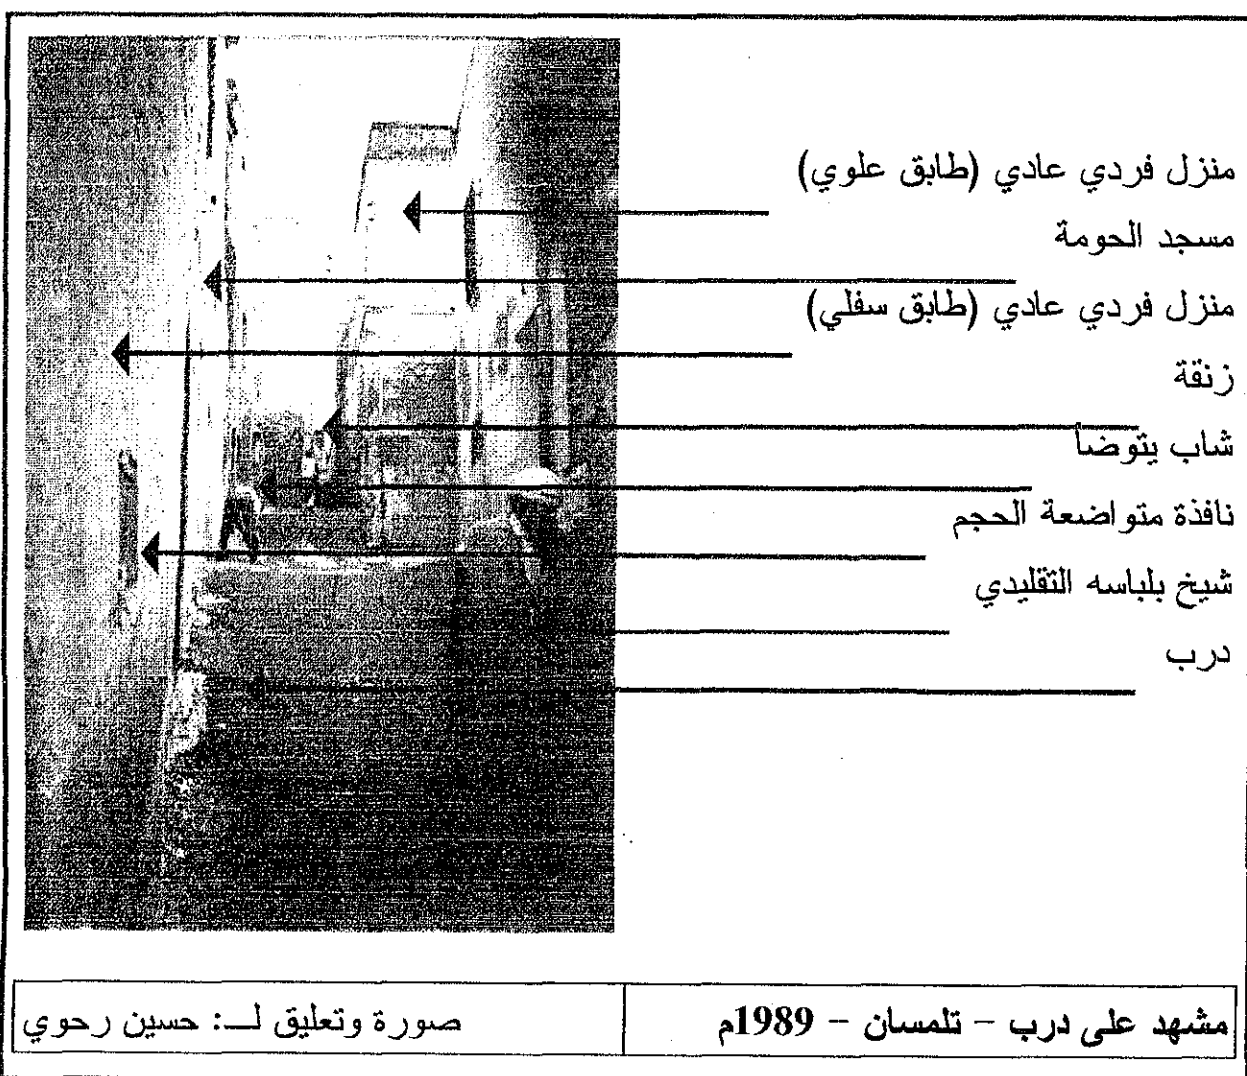 منزل فردي عادي (طابق علوي)
مسجد الحومة
منزل فردي عادي (طابق سفلي)
زنقة
شاب يتوضأ
نافذة متواضعة الحجم
شيخ بلباسه التقليدي
درب
مشهد على درب – تلمسان – 1989م
صورة وتعليق لــ: حسين رحوي